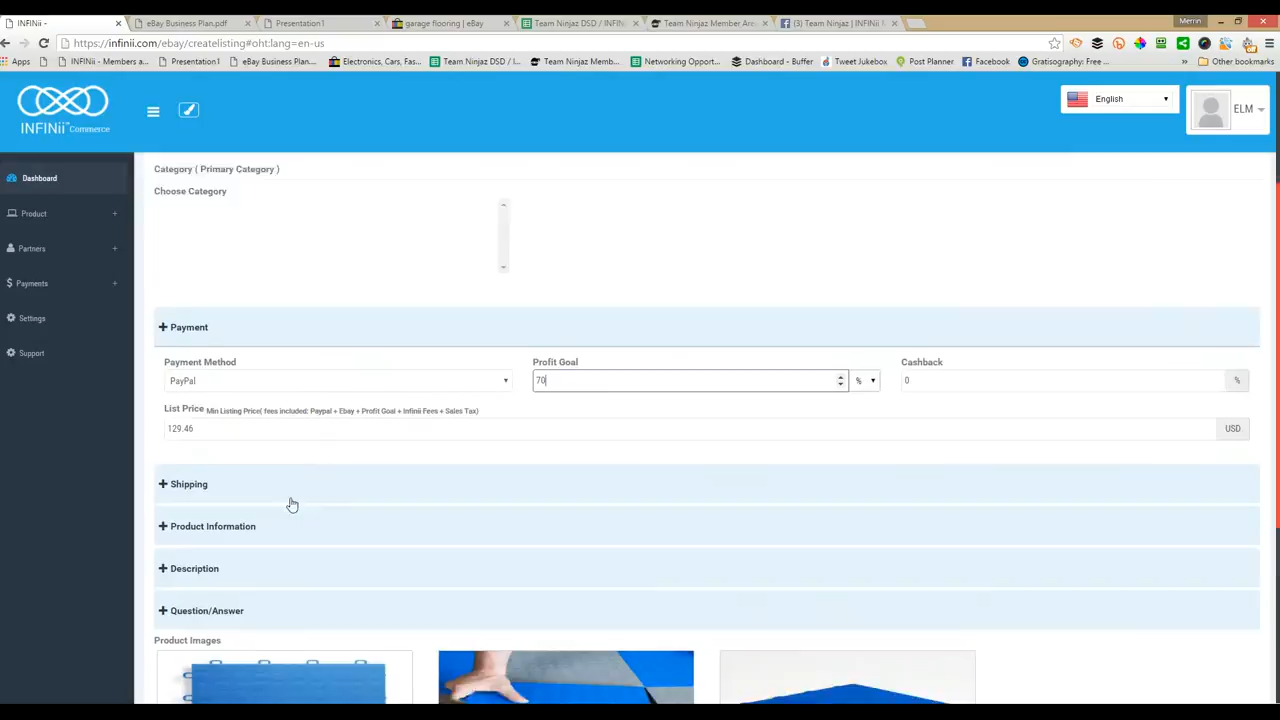 INFINii -
eBay Business Plan.pdf
Presentation1
garage flooring | eBay
Team Ninjaz DSD / INFINi
Team Ninjaz Member Are
(3) Team Ninjaz | INFINii M
Merrin
https://infinii.com/ebay/createlisting#oht:lang=en-us
Apps
INFINii - Members a...
Presentation1
eBay Business Plan....
Electronics, Cars, Fas...
Team Ninjaz DSD / I...
Team Ninjaz Memb...
Networking Opport...
Dashboard - Buffer
Tweet Jukebox
Post Planner
Facebook
Gratisography: Free ...
Other bookmarks
INFINii™ Commerce
English
ELM
Dashboard
Product +
Partners +
Payments +
Settings
Support
Category ( Primary Category )
Choose Category
Payment
Payment Method
Profit Goal
Cashback
PayPal
70
%
0
%
List Price Min Listing Price( fees included: Paypal + Ebay + Profit Goal + Infinii Fees + Sales Tax)
129.46
USD
Shipping
Product Information
Description
Question/Answer
Product Images